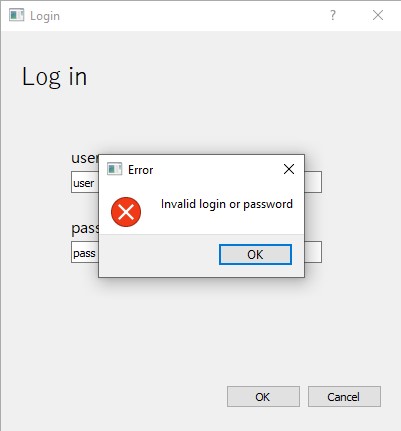 Login
Log in
user
user
Error
Invalid login or password
OK
pass
pass
OK
Cancel